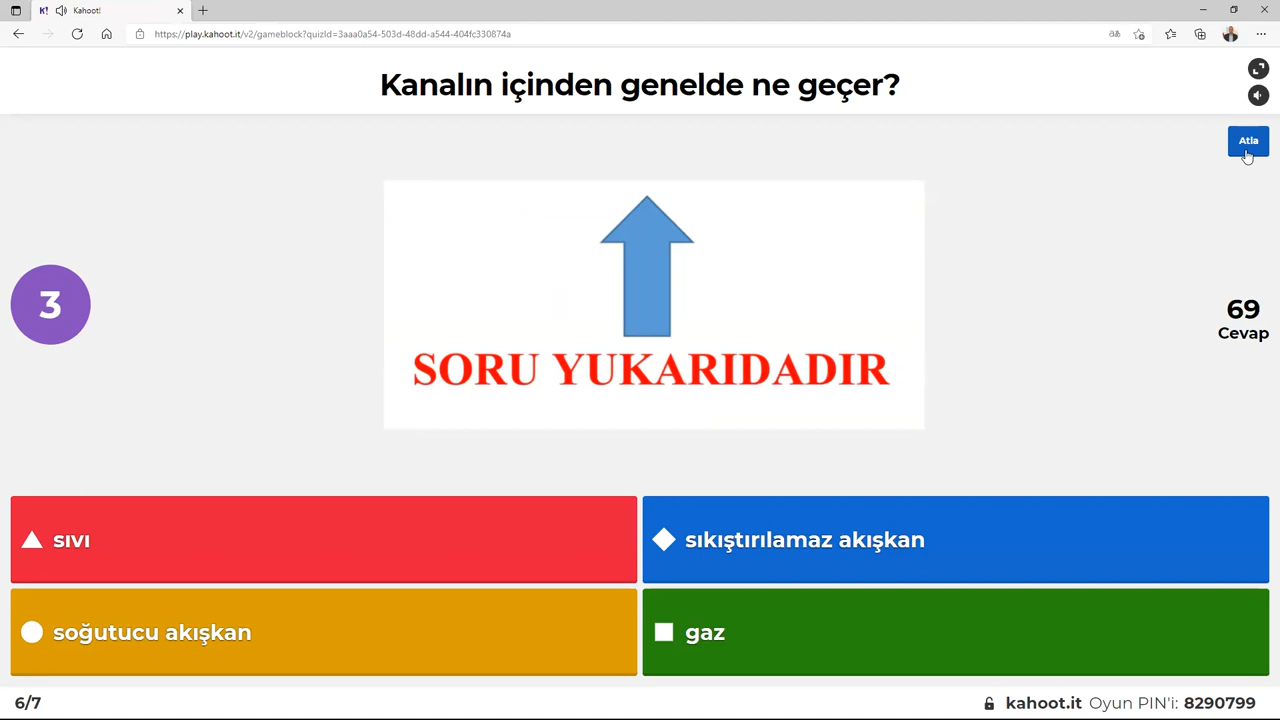 K! Kahoot!
https://play.kahoot.it/v2/gameblock?quizId=3aaa0a54-503d-48dd-a544-404fc330874a
Kanalın içinden genelde ne geçer?
Atla
3
SORU YUKARIDADIR
69
Cevap
sıvı
sıkıştırılamaz akışkan
soğutucu akışkan
gaz
6/7
kahoot.it Oyun PIN'i: 8290799